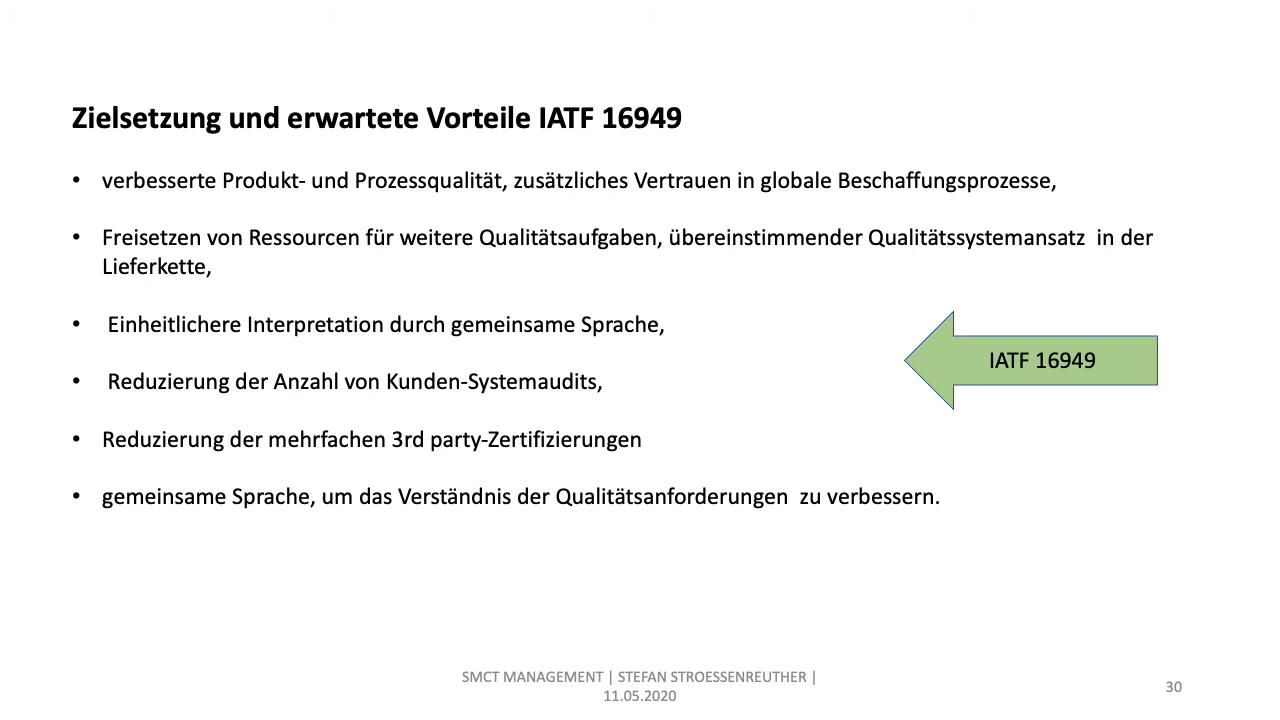 Zielsetzung und erwartete Vorteile IATF 16949
• verbesserte Produkt- und Prozessqualität, zusätzliches Vertrauen in globale Beschaffungsprozesse,
• Freisetzen von Ressourcen für weitere Qualitätsaufgaben, übereinstimmender Qualitätssystemansatz  in der
Lieferkette,
•  Einheitlichere Interpretation durch gemeinsame Sprache,
•  Reduzierung der Anzahl von Kunden-Systemaudits,
• Reduzierung der mehrfachen 3rd party-Zertifizierungen
• gemeinsame Sprache, um das Verständnis der Qualitätsanforderungen  zu verbessern.
IATF 16949
SMCT MANAGEMENT | STEFAN STROESSENREUTHER |
11.05.2020
30